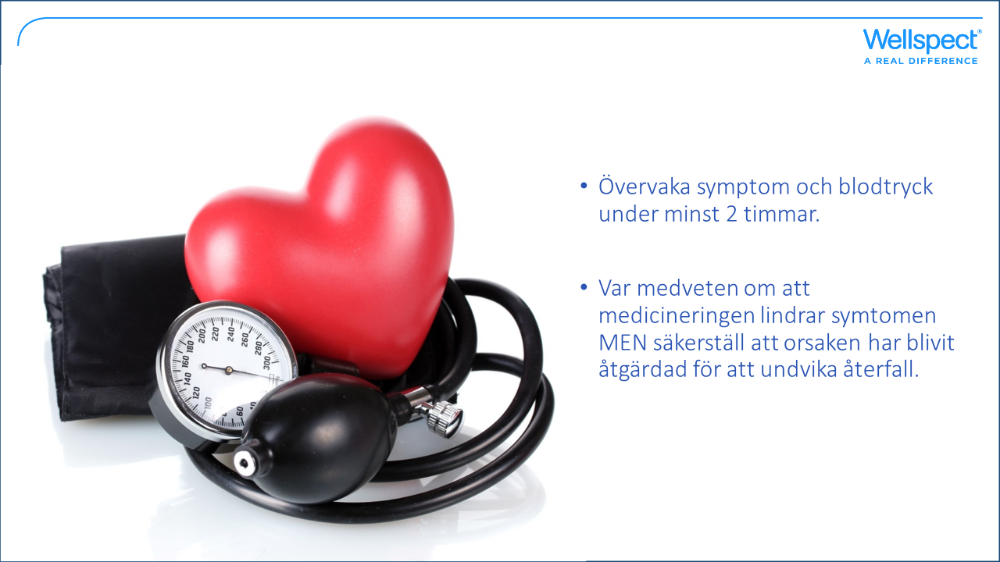 Wellspect®
A REAL DIFFERENCE
• Övervaka symptom och blodtryck
under minst 2 timmar.
• Var medveten om att
medicineringen lindrar symtomen
MEN säkerställ att orsaken har blivit
åtgärdad för att undvika återfall.
180
200
220
240
260
280
300
160
140
120
100
80
60